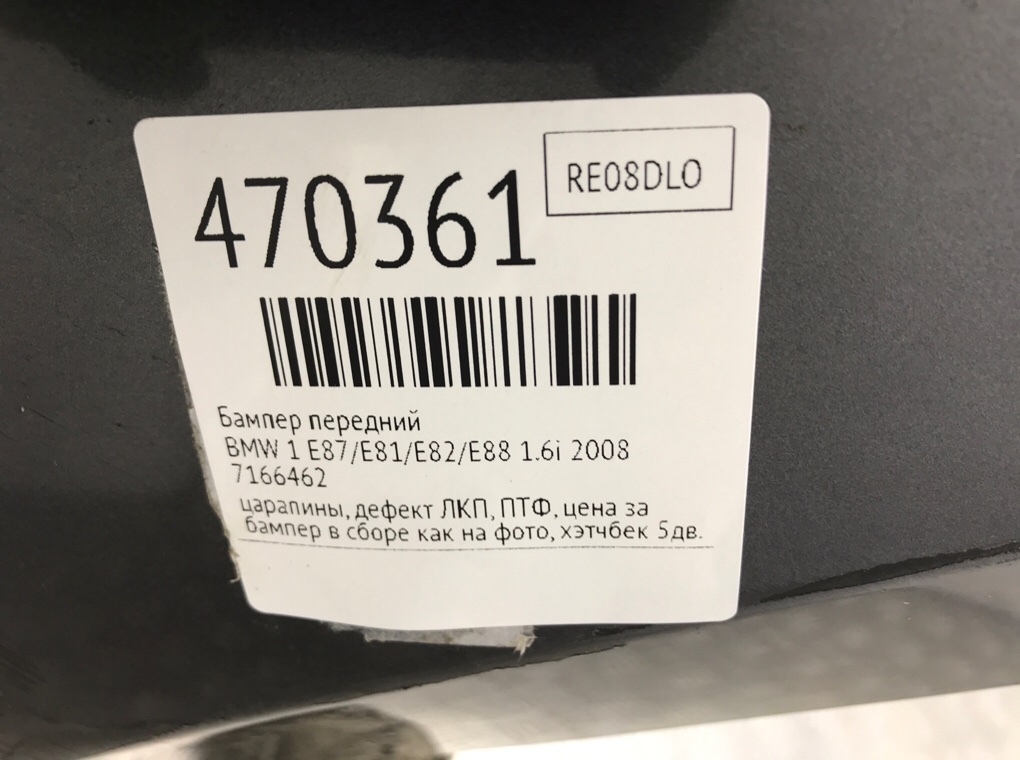 470361
RE08DLO
Бампер передний
BMW 1 E87/E81/E82/E88 1.6i 2008
7166462
царапины, дефект ЛКП, ПТФ, цена за
бампер в сборе как на фото, хэтчбек 5дв.